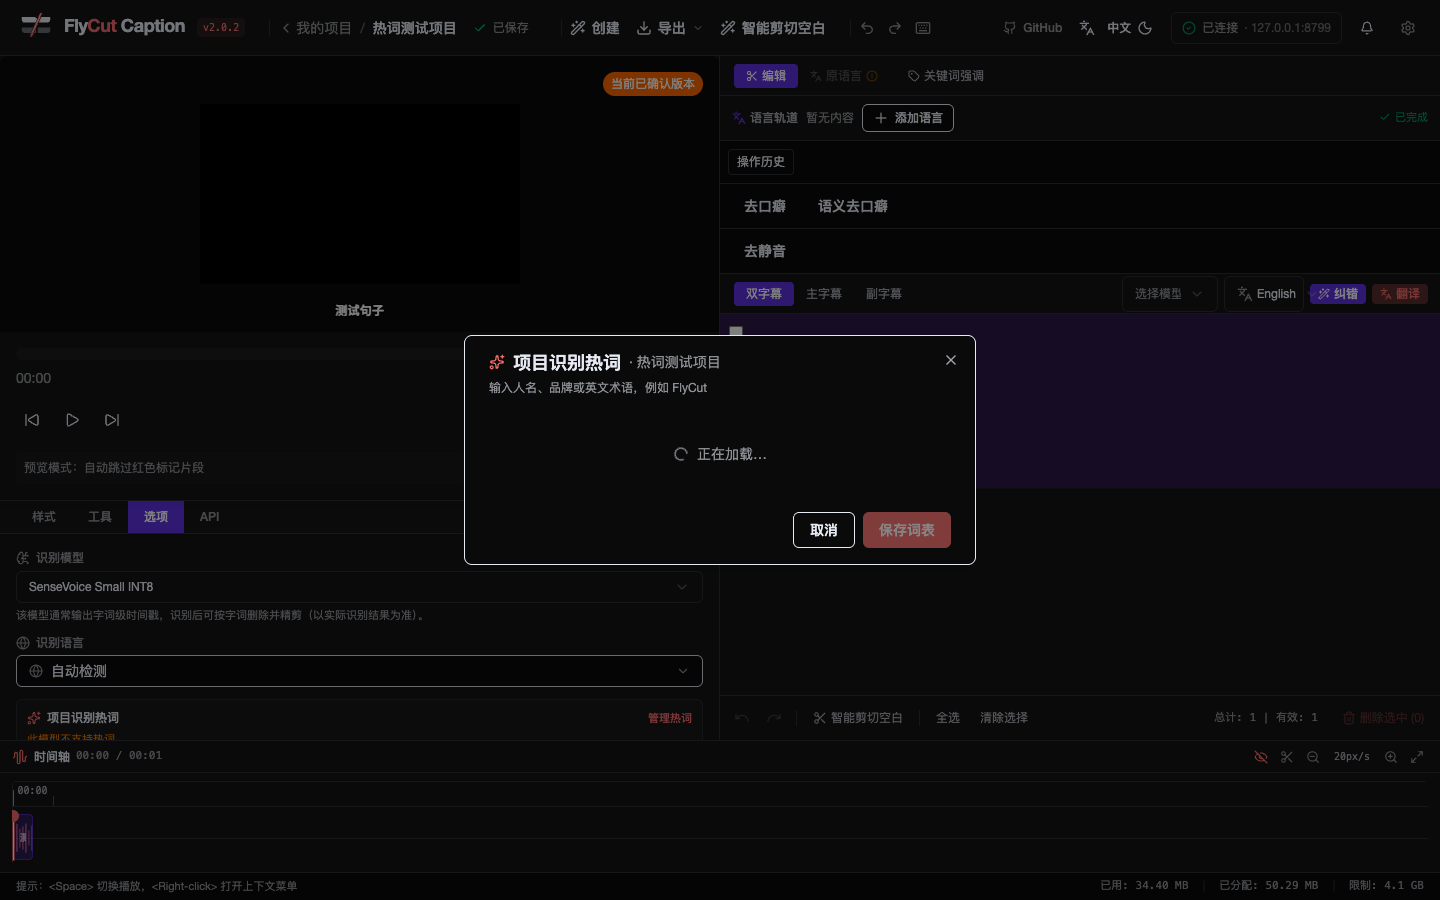 FlyCut Caption v2.0.2 我的项目 / 热词测试项目 已保存 创建 导出 智能剪切空白 GitHub 中文 已连接 · 127.0.0.1:8799
当前已确认版本
测试句子
00:00
预览模式：自动跳过红色标记片段
样式 工具 选项 API
识别模型
SenseVoice Small INT8
该模型通常输出字词级时间戳，识别后可按字词删除并精剪（以实际识别结果为准）。
识别语言
自动检测
项目识别热词 管理热词
此模型不支持热词
编辑 原语言 关键词强调
语言轨道 暂无内容 添加语言 已完成
操作历史
去口癖 语义去口癖
去静音
双字幕 主字幕 副字幕 选择模型 English 纠错 翻译
项目识别热词 · 热词测试项目
输入人名、品牌或英文术语，例如 FlyCut
正在加载…
取消 保存词表
智能剪切空白 全选 清除选择 总计: 1 | 有效: 1 删除选中 (0)
时间轴 00:00 / 00:01 20px/s
00:00
测
提示：<Space> 切换播放，<Right-click> 打开上下文菜单 已用: 34.40 MB 已分配: 50.29 MB 限制: 4.1 GB